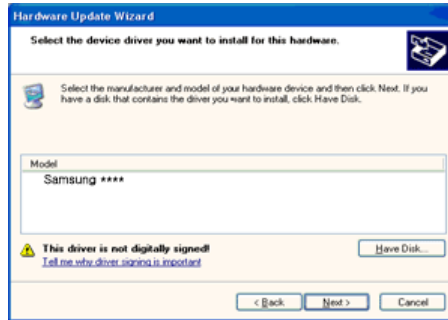 Hardware Update Wizard
Select the device driver you want to install for this hardware.
Select the manufacturer and model of your hardware device and then click Next. If you
have a disk that contains the driver you want to install, click Have Disk.
Model
Samsung ****
This driver is not digitally signed!
Have Disk...
Tell me why driver signing is important
< Back
Next >
Cancel